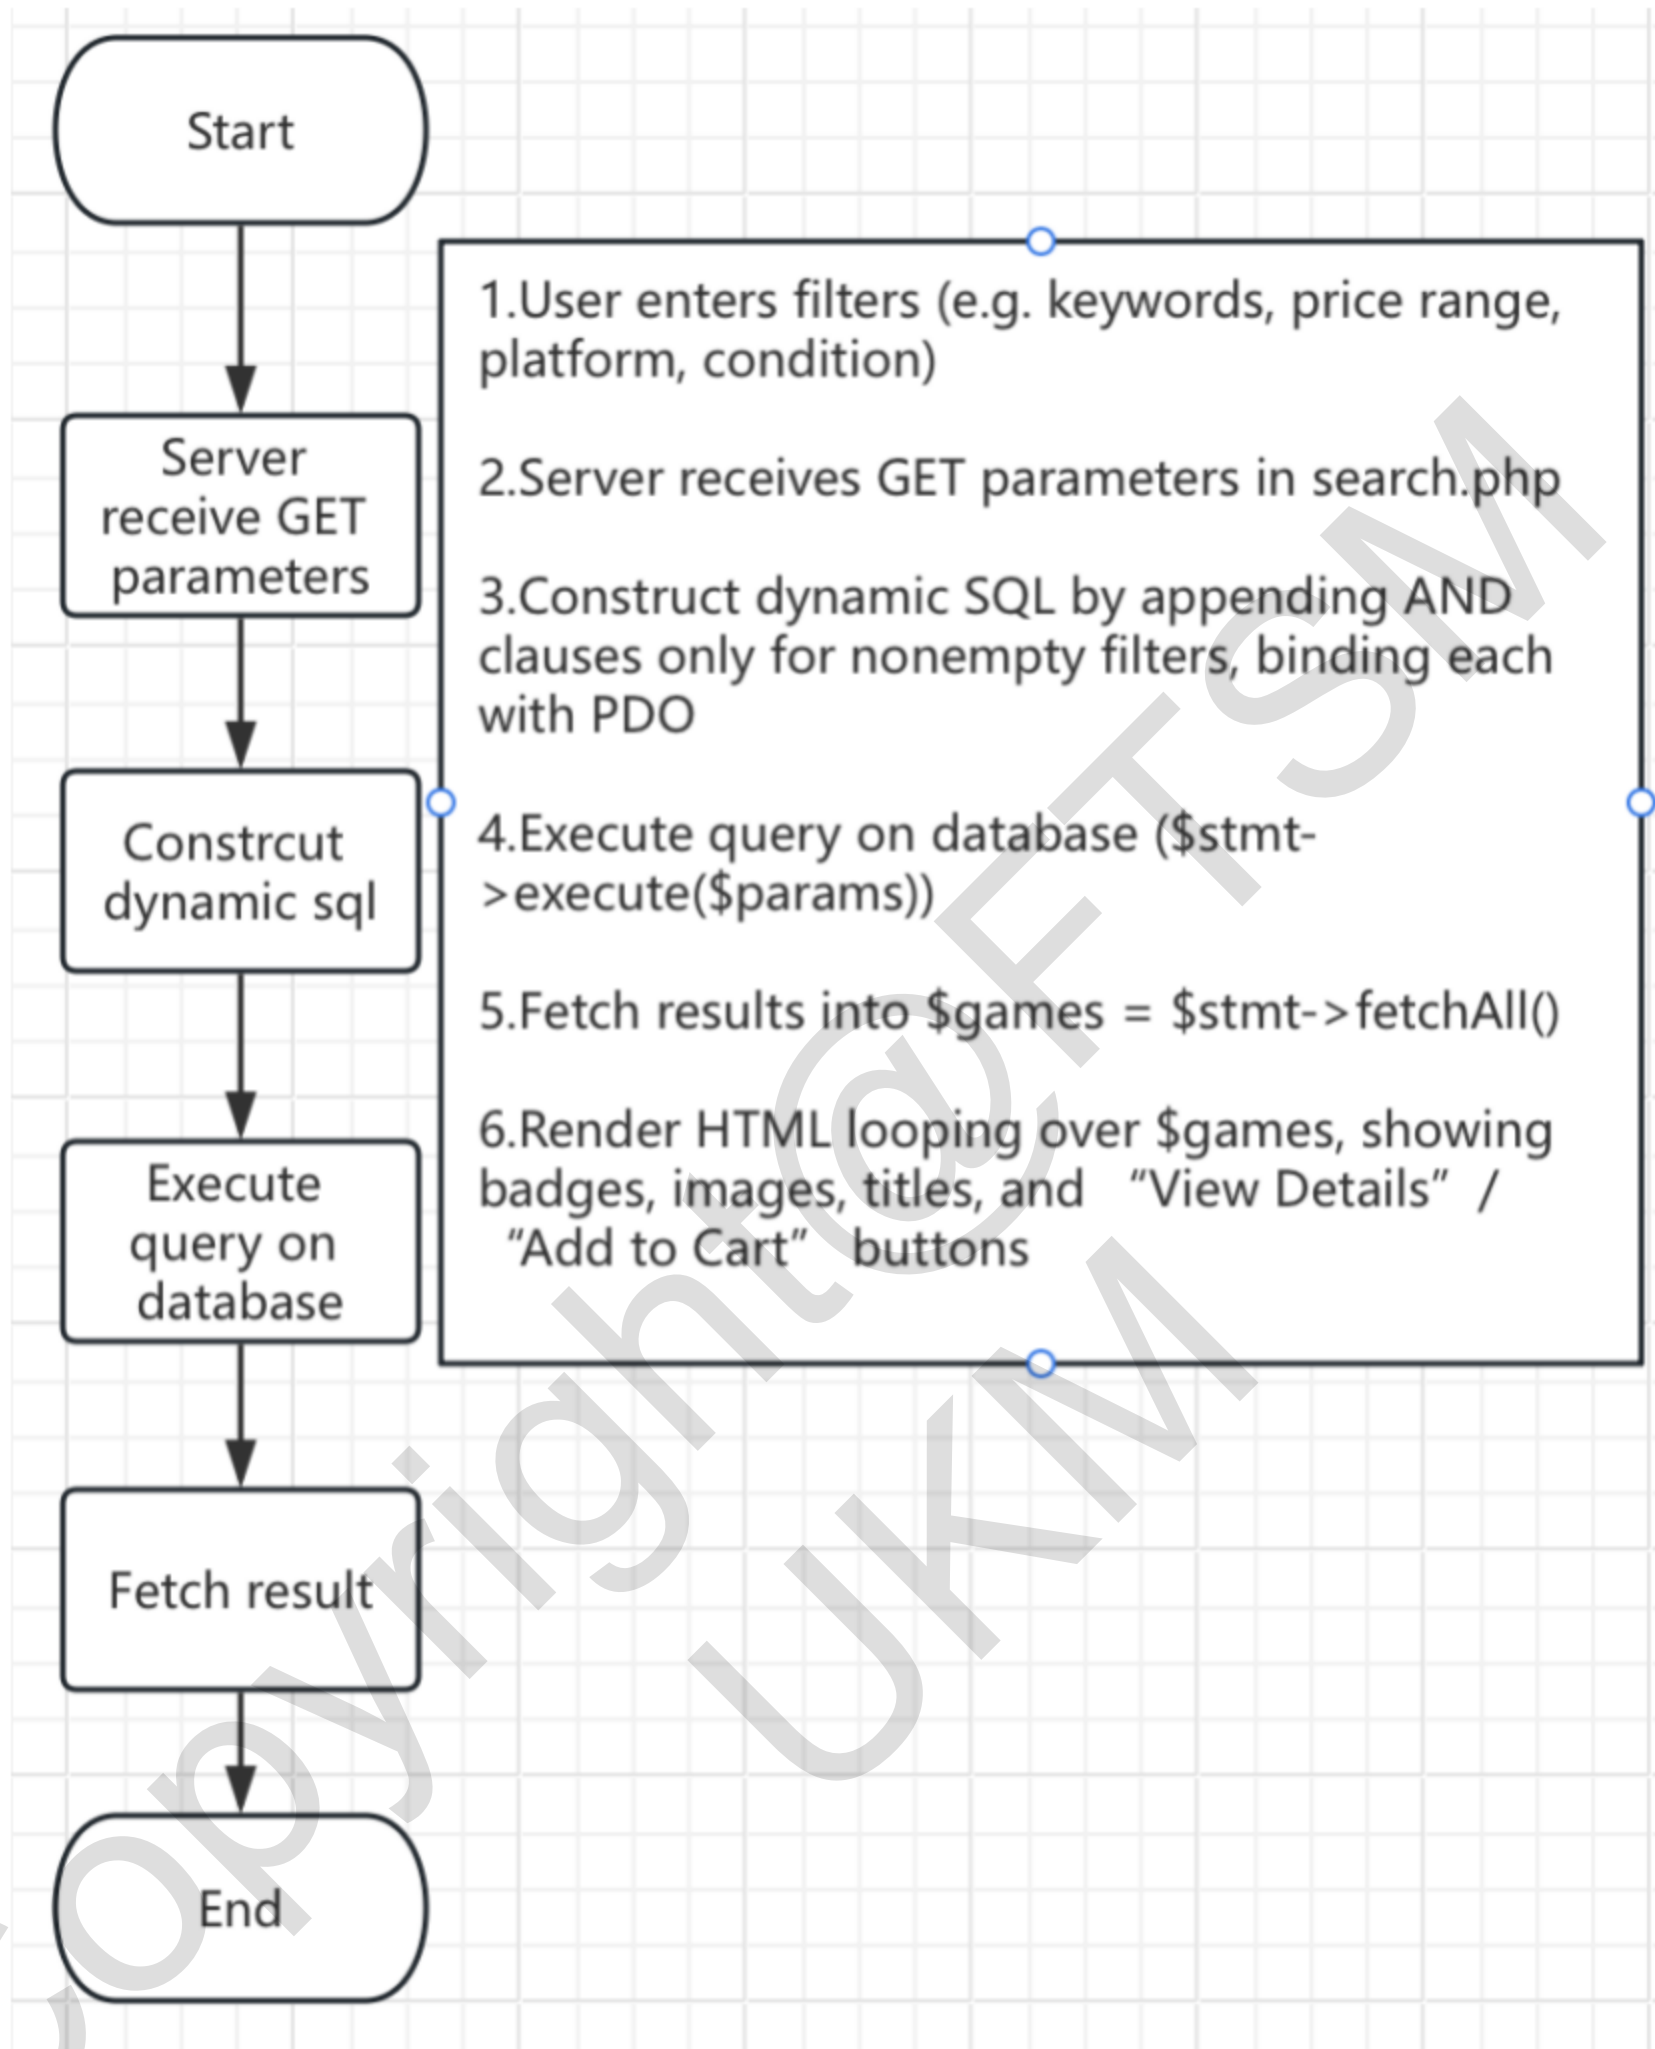 Start
Server
receive GET
parameters
Constrcut
dynamic sql
Execute
query on
database
Fetch result
End
1.User enters filters (e.g. keywords, price range,
platform, condition)
2.Server receives GET parameters in search.php
3.Construct dynamic SQL by appending AND
clauses only for nonempty filters, binding each
with PDO
4.Execute query on database ($stmt-
>execute($params))
5.Fetch results into $games = $stmt->fetchAll()
6.Render HTML looping over $games, showing
badges, images, titles, and “View Details” /
“Add to Cart” buttons
Copyright@FTSM
UKM